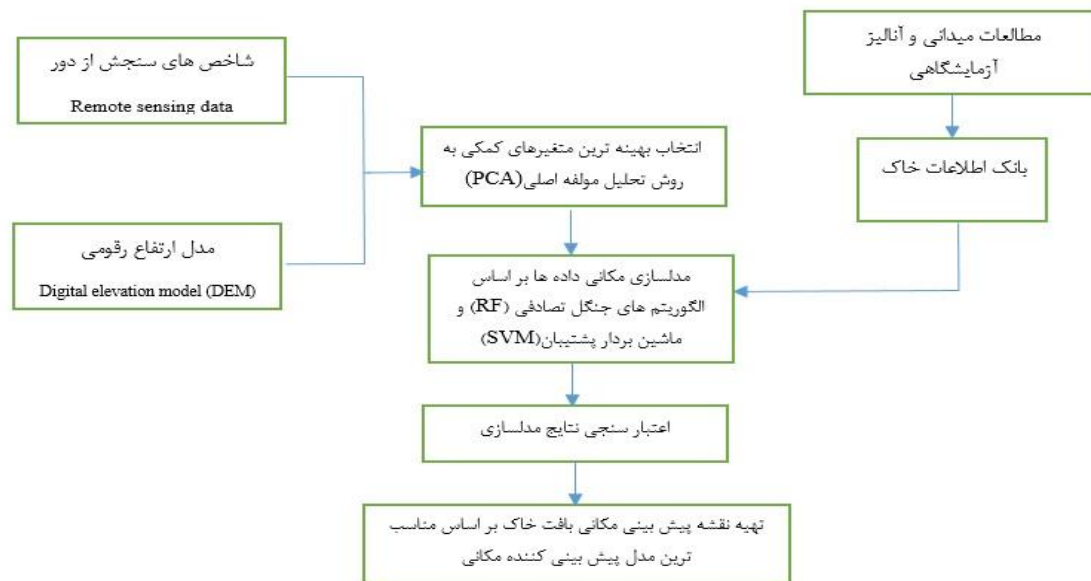 شاخص های سنجش از دور
Remote sensing data
مدل ارتفاع رقومی
Digital elevation model (DEM)
مطالعات میدانی و آنالیز
آزمایشگاهی
بانک اطلاعات خاک
انتخاب بهینه ترین متغیرهای کمکی به
روش تحلیل مولفه اصلی(PCA)
مدلسازی مکانی داده ها بر اساس
الگوریتم های جنگل تصادفی (RF) و
ماشین بردار پشتیبان(SVM)
اعتبار سنجی نتایج مدلسازی
تهیه نقشه پیش بینی مکانی بافت خاک بر اساس مناسب
ترین مدل پیش بینی کننده مکانی